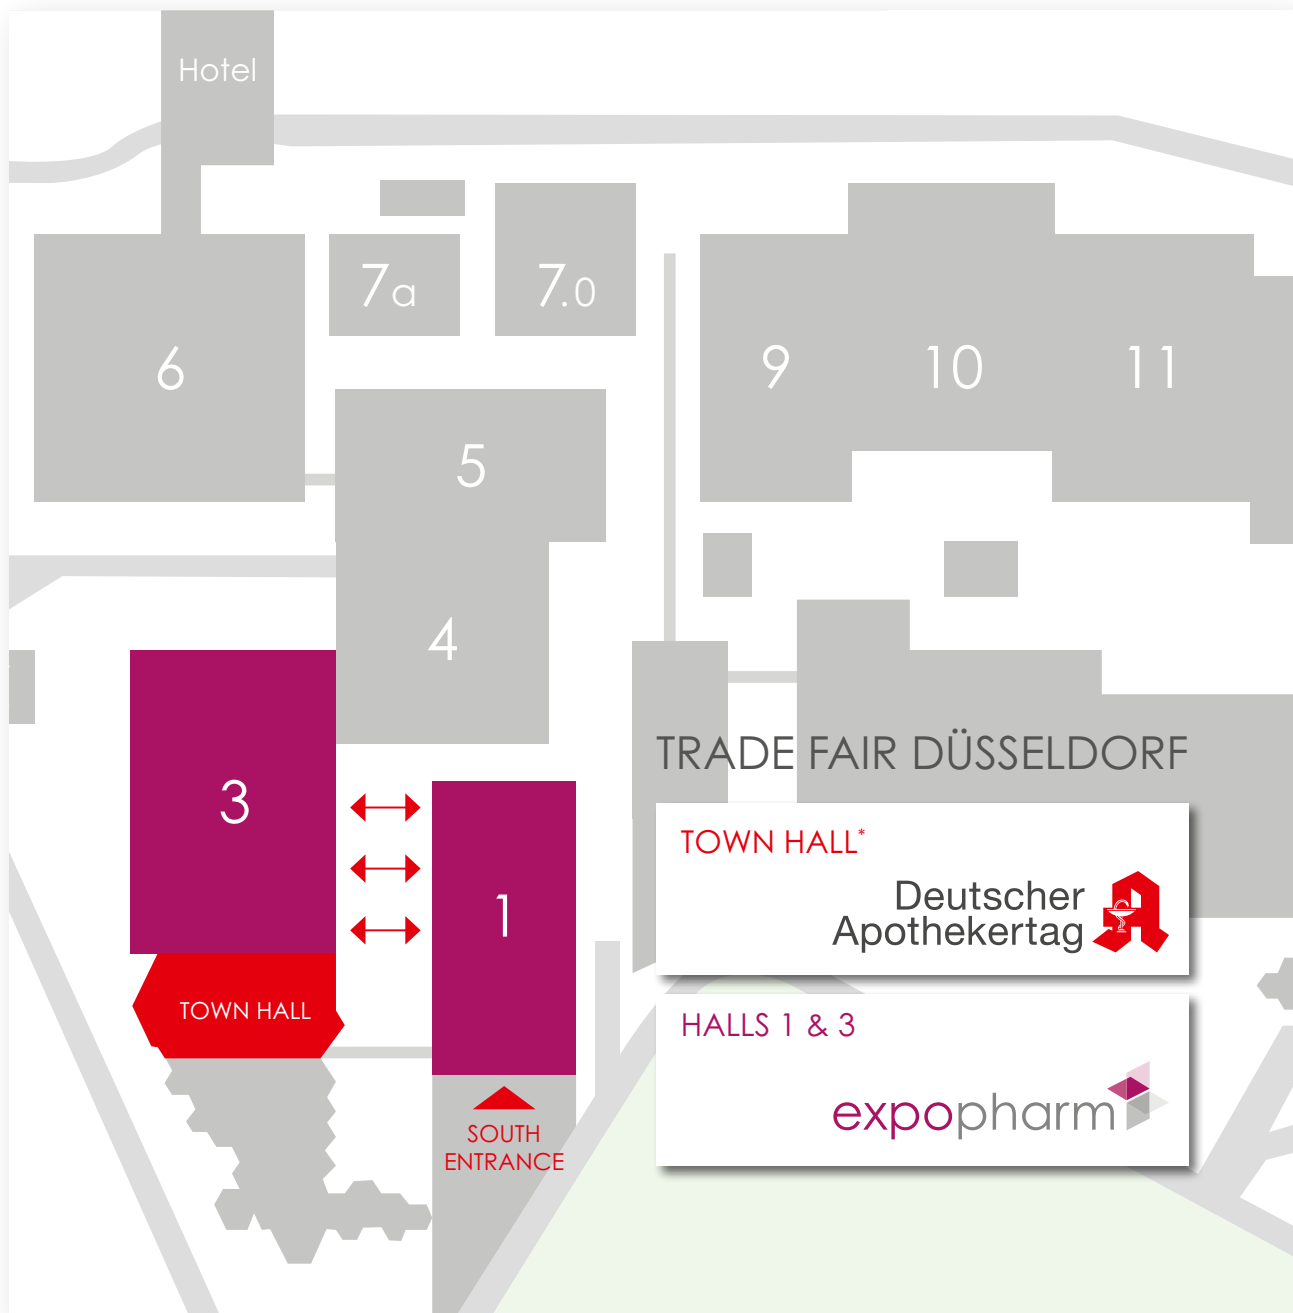 Hotel
7a
7.0
6
9
10
11
5
4
3
1
TRADE FAIR DÜSSELDORF
TOWN HALL*
Deutscher
Apothekertag
TOWN HALL
HALLS 1 & 3
expopharm
SOUTH
ENTRANCE